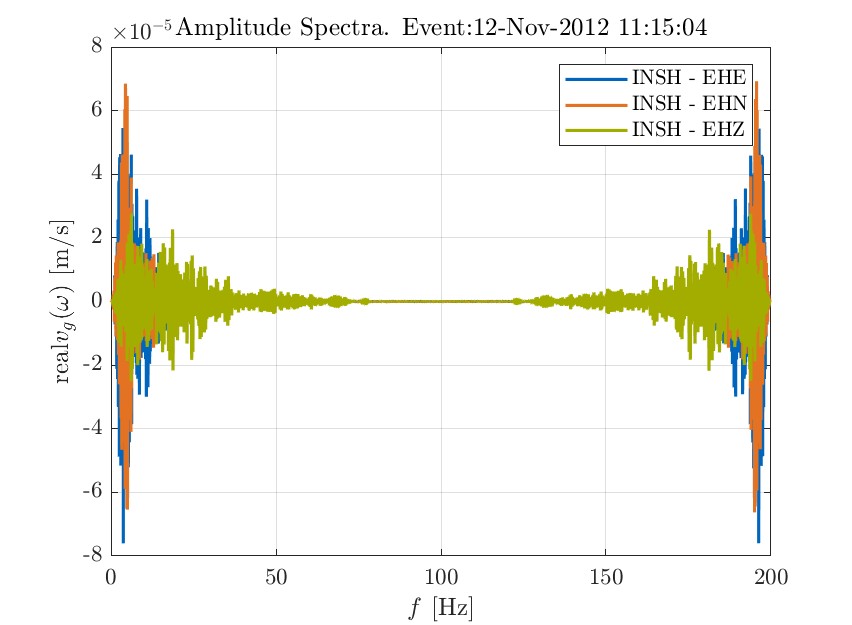 ×10⁻⁵ Amplitude Spectra. Event:12-Nov-2012 11:15:04
INSH - EHE
INSH - EHN
INSH - EHZ
8
6
4
2
0
-2
-4
-6
-8
realv_g(ω) [m/s]
0 50 100 150 200
f [Hz]